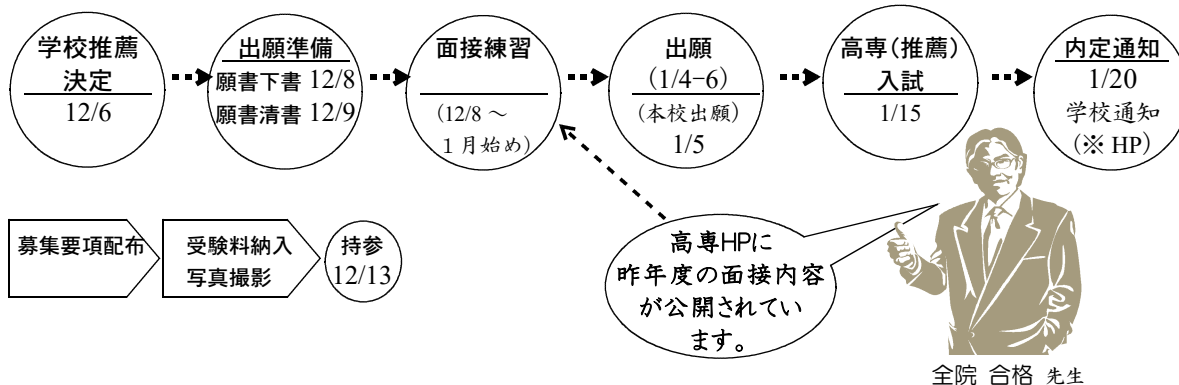 学校推薦
決定
12/6
出願準備
願書下書 12/8
願書清書 12/9
面接練習
(12/8 ～
1月始め)
出願
(1/4-6)
(本校出願)
1/5
高専(推薦)
入試
1/15
内定通知
1/20
学校通知
(※ HP)
募集要項配布
受験料納入
写真撮影
持参
12/13
高専HPに
昨年度の面接内容
が公開されてい
ます。
全院 合格 先生